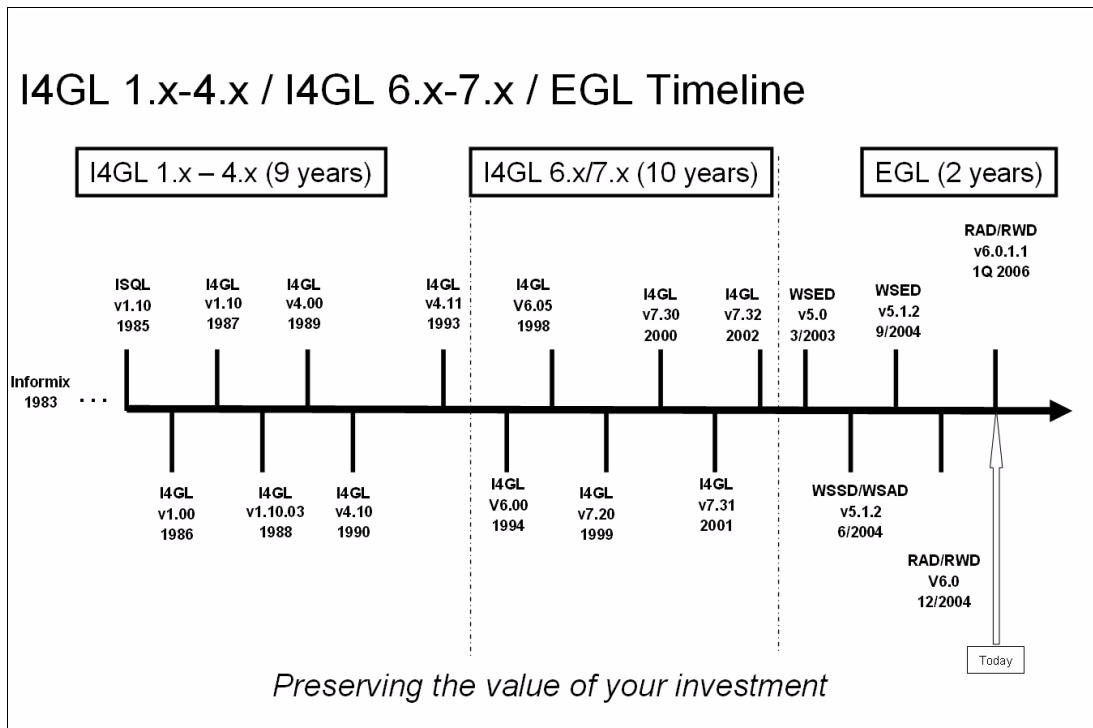 I4GL 1.x-4.x / I4GL 6.x-7.x / EGL Timeline
I4GL 1.x – 4.x (9 years)
I4GL 6.x/7.x (10 years)
EGL (2 years)
Informix
1983
...
ISQL
v1.10
1985
I4GL
v1.00
1986
I4GL
v1.10
1987
I4GL
v1.10.03
1988
I4GL
v4.00
1989
I4GL
v4.10
1990
I4GL
v4.11
1993
I4GL
V6.00
1994
I4GL
V6.05
1998
I4GL
v7.20
1999
I4GL
v7.30
2000
I4GL
v7.31
2001
I4GL
v7.32
2002
WSED
v5.0
3/2003
WSSD/WSAD
v5.1.2
6/2004
WSED
v5.1.2
9/2004
RAD/RWD
V6.0
12/2004
RAD/RWD
v6.0.1.1
1Q 2006
Today
Preserving the value of your investment